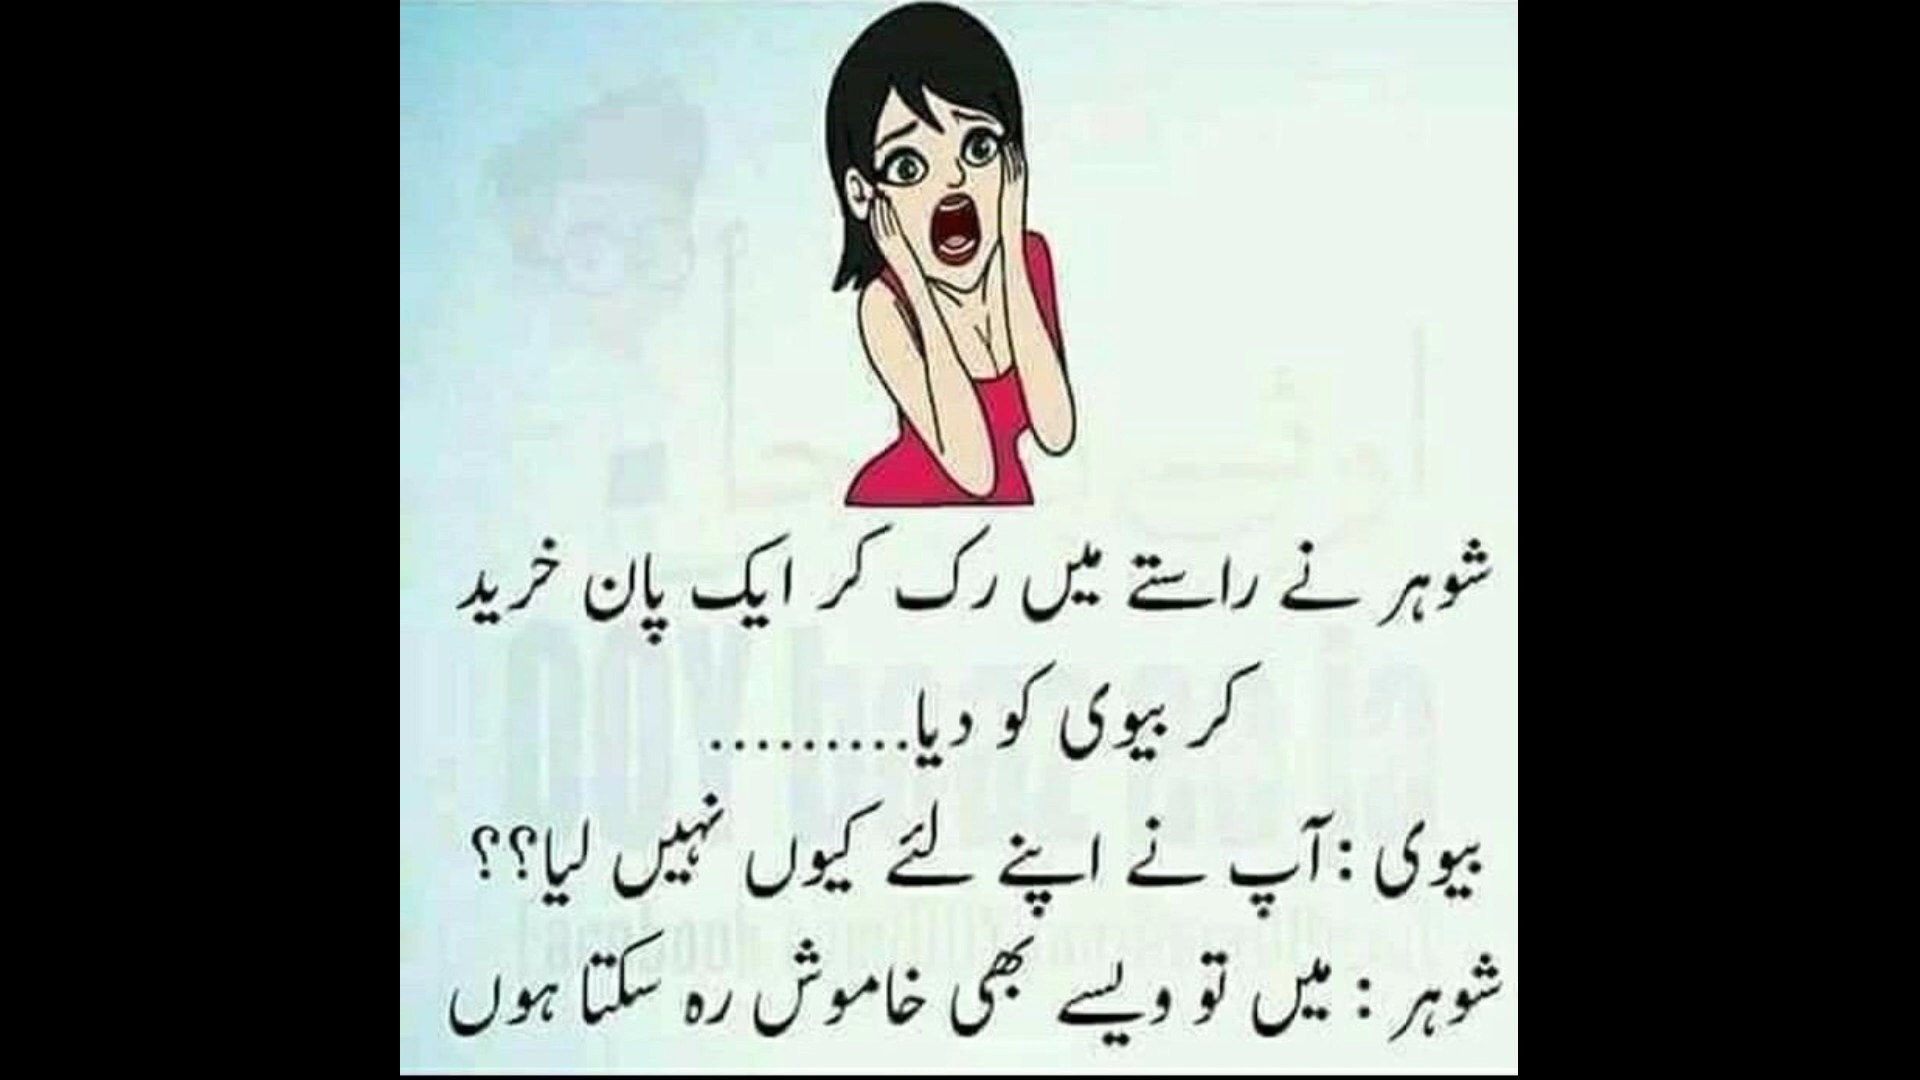 شوہر نے راستے میں رک کر ایک پان خرید
کر بیوی کو دیا.........
بیوی : آپ نے اپنے لئے کیوں نہیں لیا؟؟
شوہر : میں تو ویسے بھی خاموش رہ سکتا ہوں